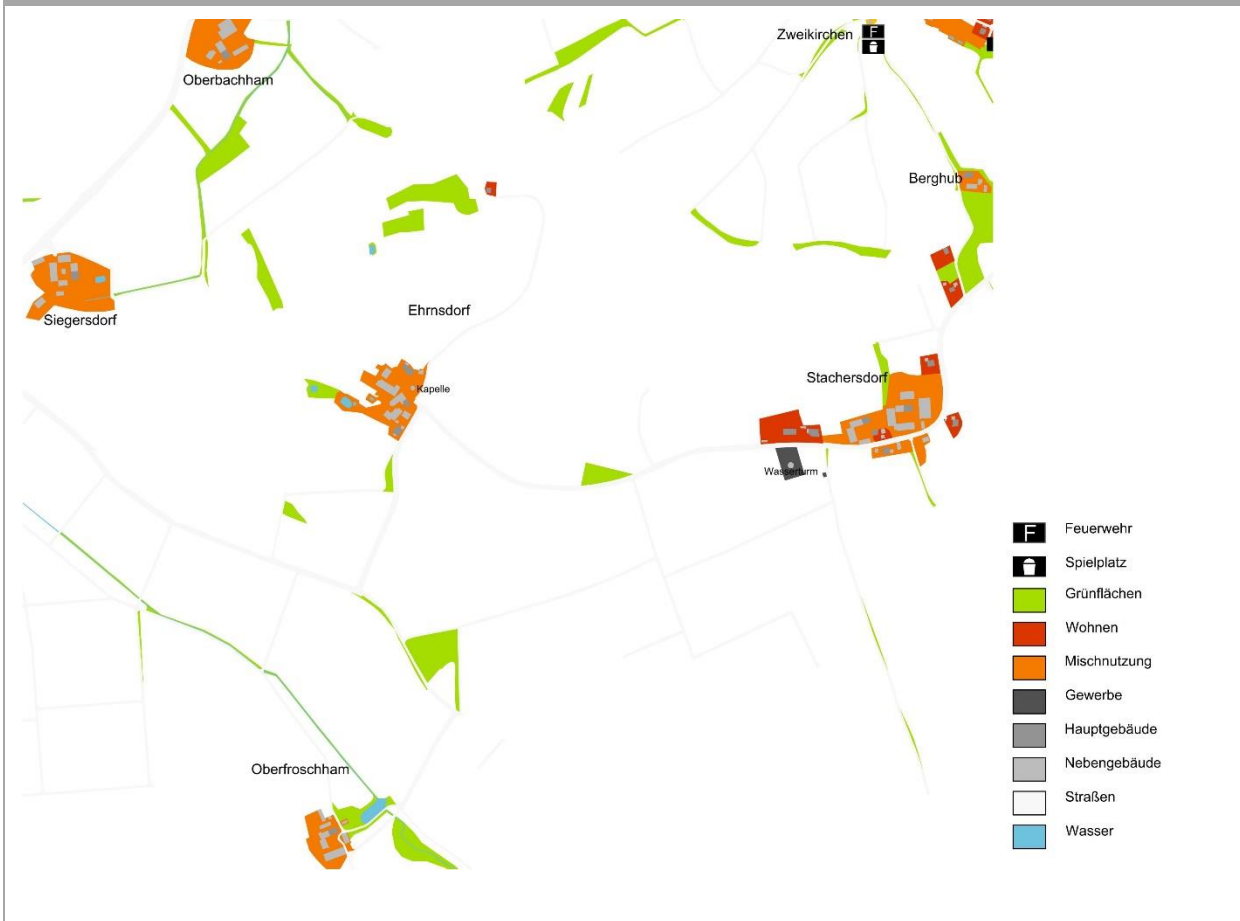 Zweikirchen
F
Oberbachham
Berghub
Ehrnsdorf
Siegersdorf
Stachersdorf
Kapelle
Wasserturm
Oberfroschham
F Feuerwehr
Spielplatz
Grünflächen
Wohnen
Mischnutzung
Gewerbe
Hauptgebäude
Nebengebäude
Straßen
Wasser